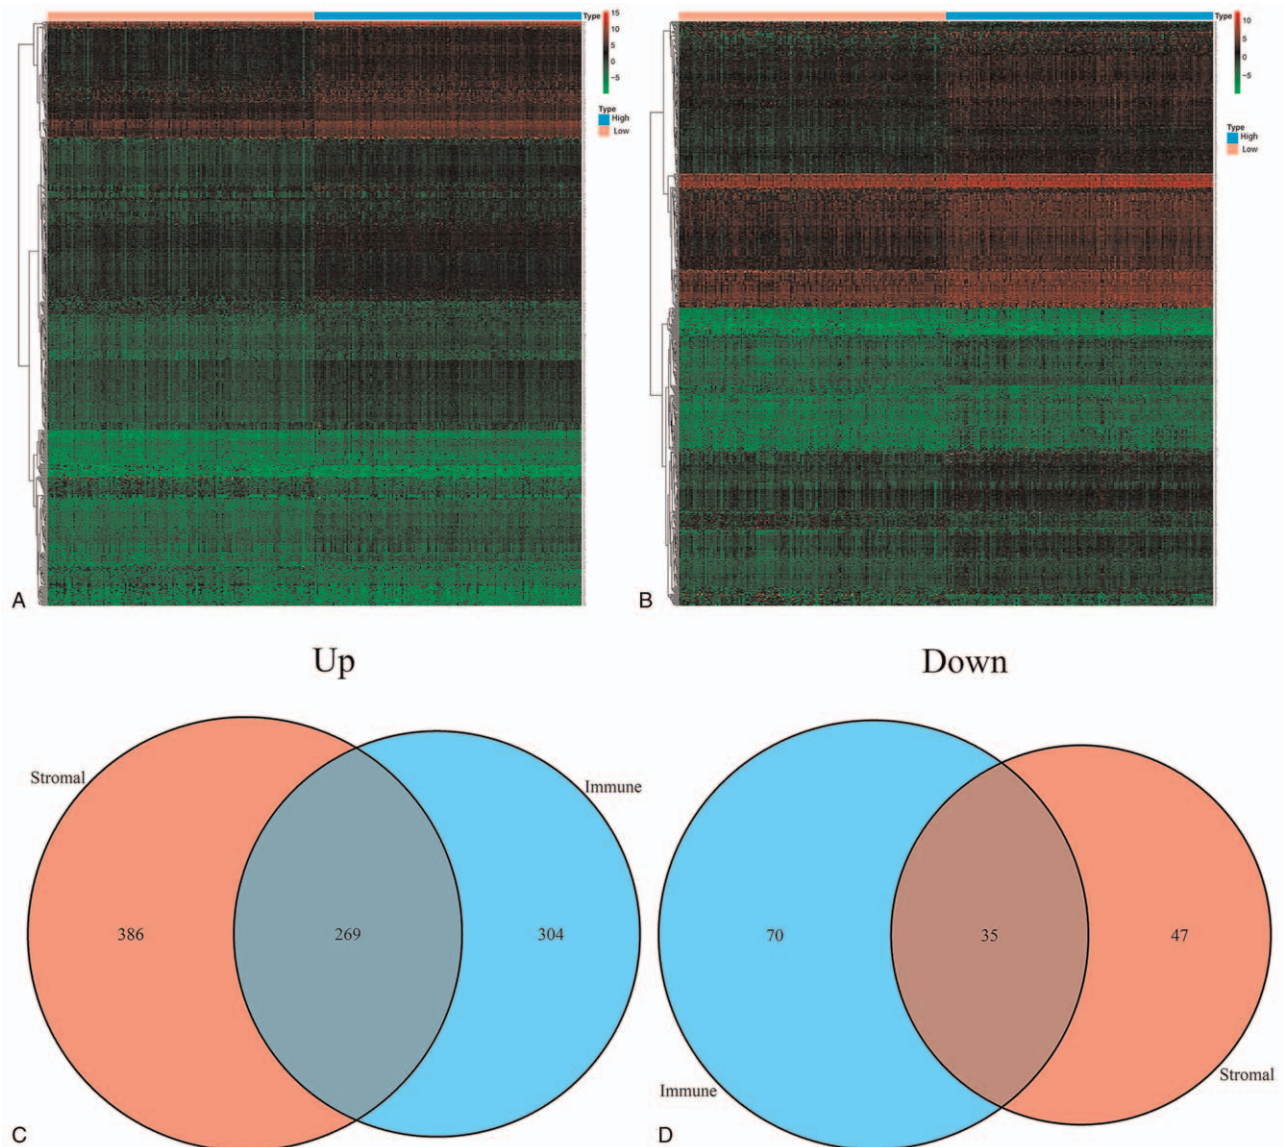 Type
15
10
5
0
−5
Type
High
Low
A
Type
10
5
0
−5
Type
High
Low
B
Up
Down
Stromal
Immune
386
269
304
C
70
35
47
Immune
Stromal
D